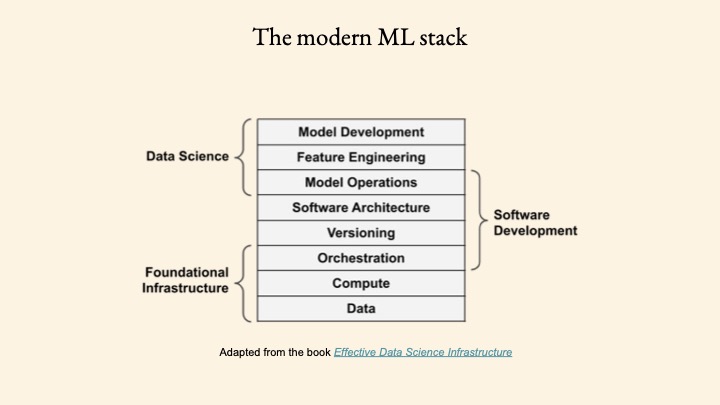 The modern ML stack
Data Science
Model Development
Feature Engineering
Model Operations
Software Architecture
Versioning
Orchestration
Compute
Data
Software
Development
Foundational
Infrastructure
Adapted from the book Effective Data Science Infrastructure